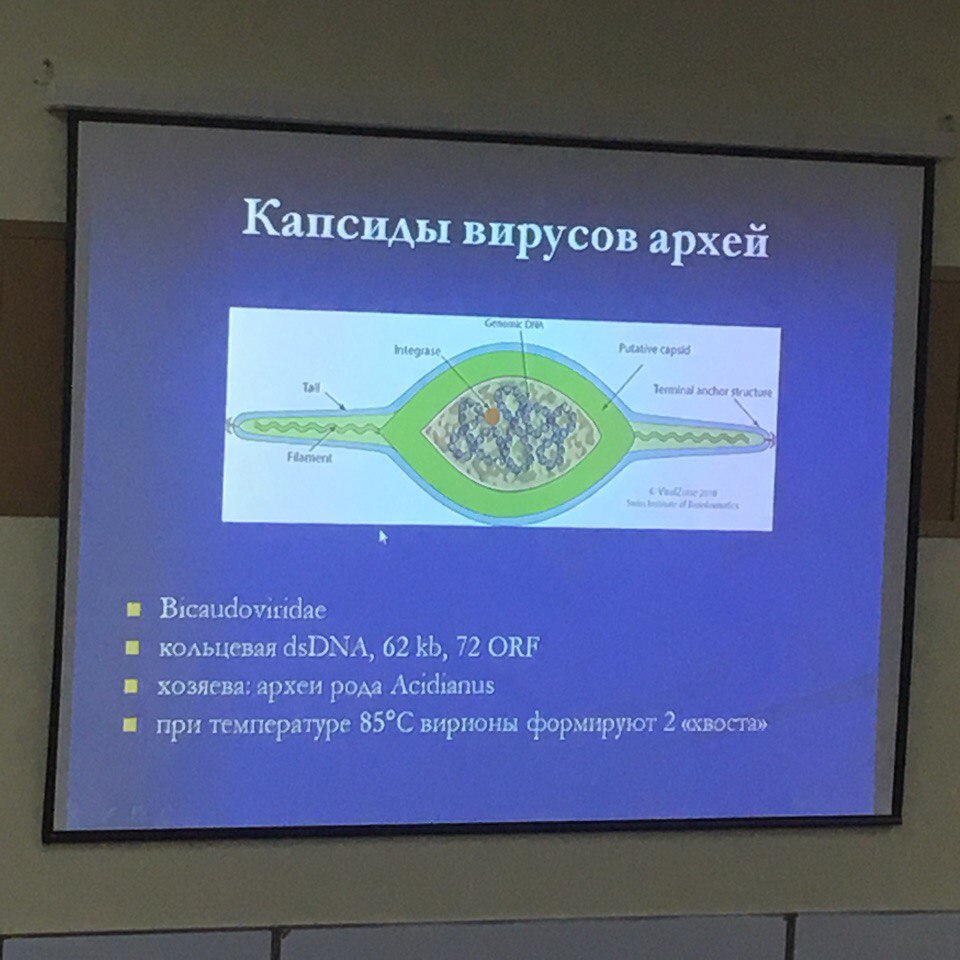 Капсиды вирусов архей
Genomic DNA
Integrase
Putative capsid
Tail
Terminal anchor structure
Filament
© ViralZone 2010
Swiss Institute of Bioinformatics
Bicaudoviridae
кольцевая dsDNA, 62 kb, 72 ORF
хозяева: археи рода Acidianus
при температуре 85°C вирионы формируют 2 «хвоста»